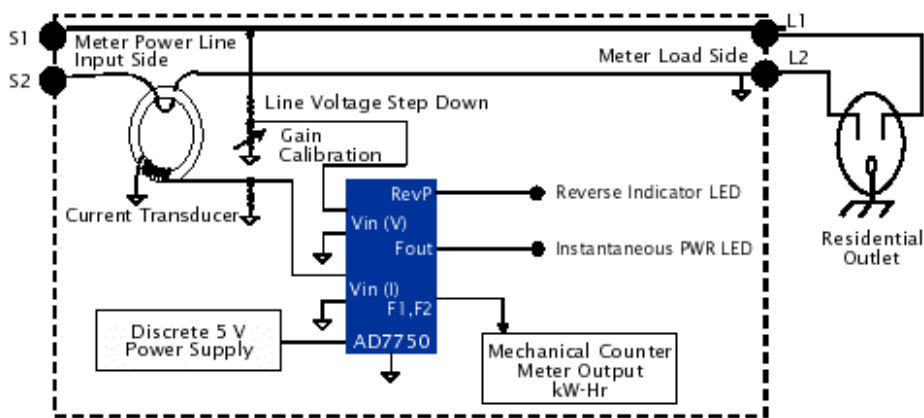 S1
Meter Power Line
Input Side
S2
L1
Meter Load Side
L2
Line Voltage Step Down
Gain
Calibration
Current Transducer
RevP
Reverse Indicator LED
Vin (V)
Fout
Instantaneous PWR LED
Residential
Outlet
Vin (I)
F1,F2
AD7750
Discrete 5 V
Power Supply
Mechanical Counter
Meter Output
kW-Hr